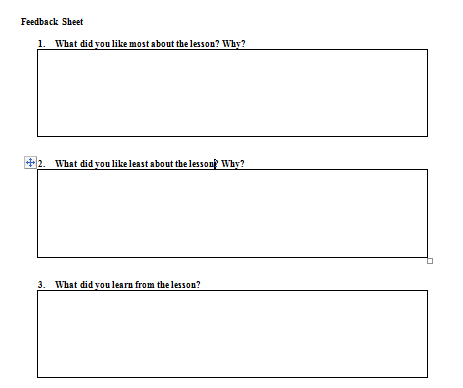 Feedback Sheet
1. What did you like most about the lesson? Why?
2. What did you like least about the lesson? Why?
3. What did you learn from the lesson?